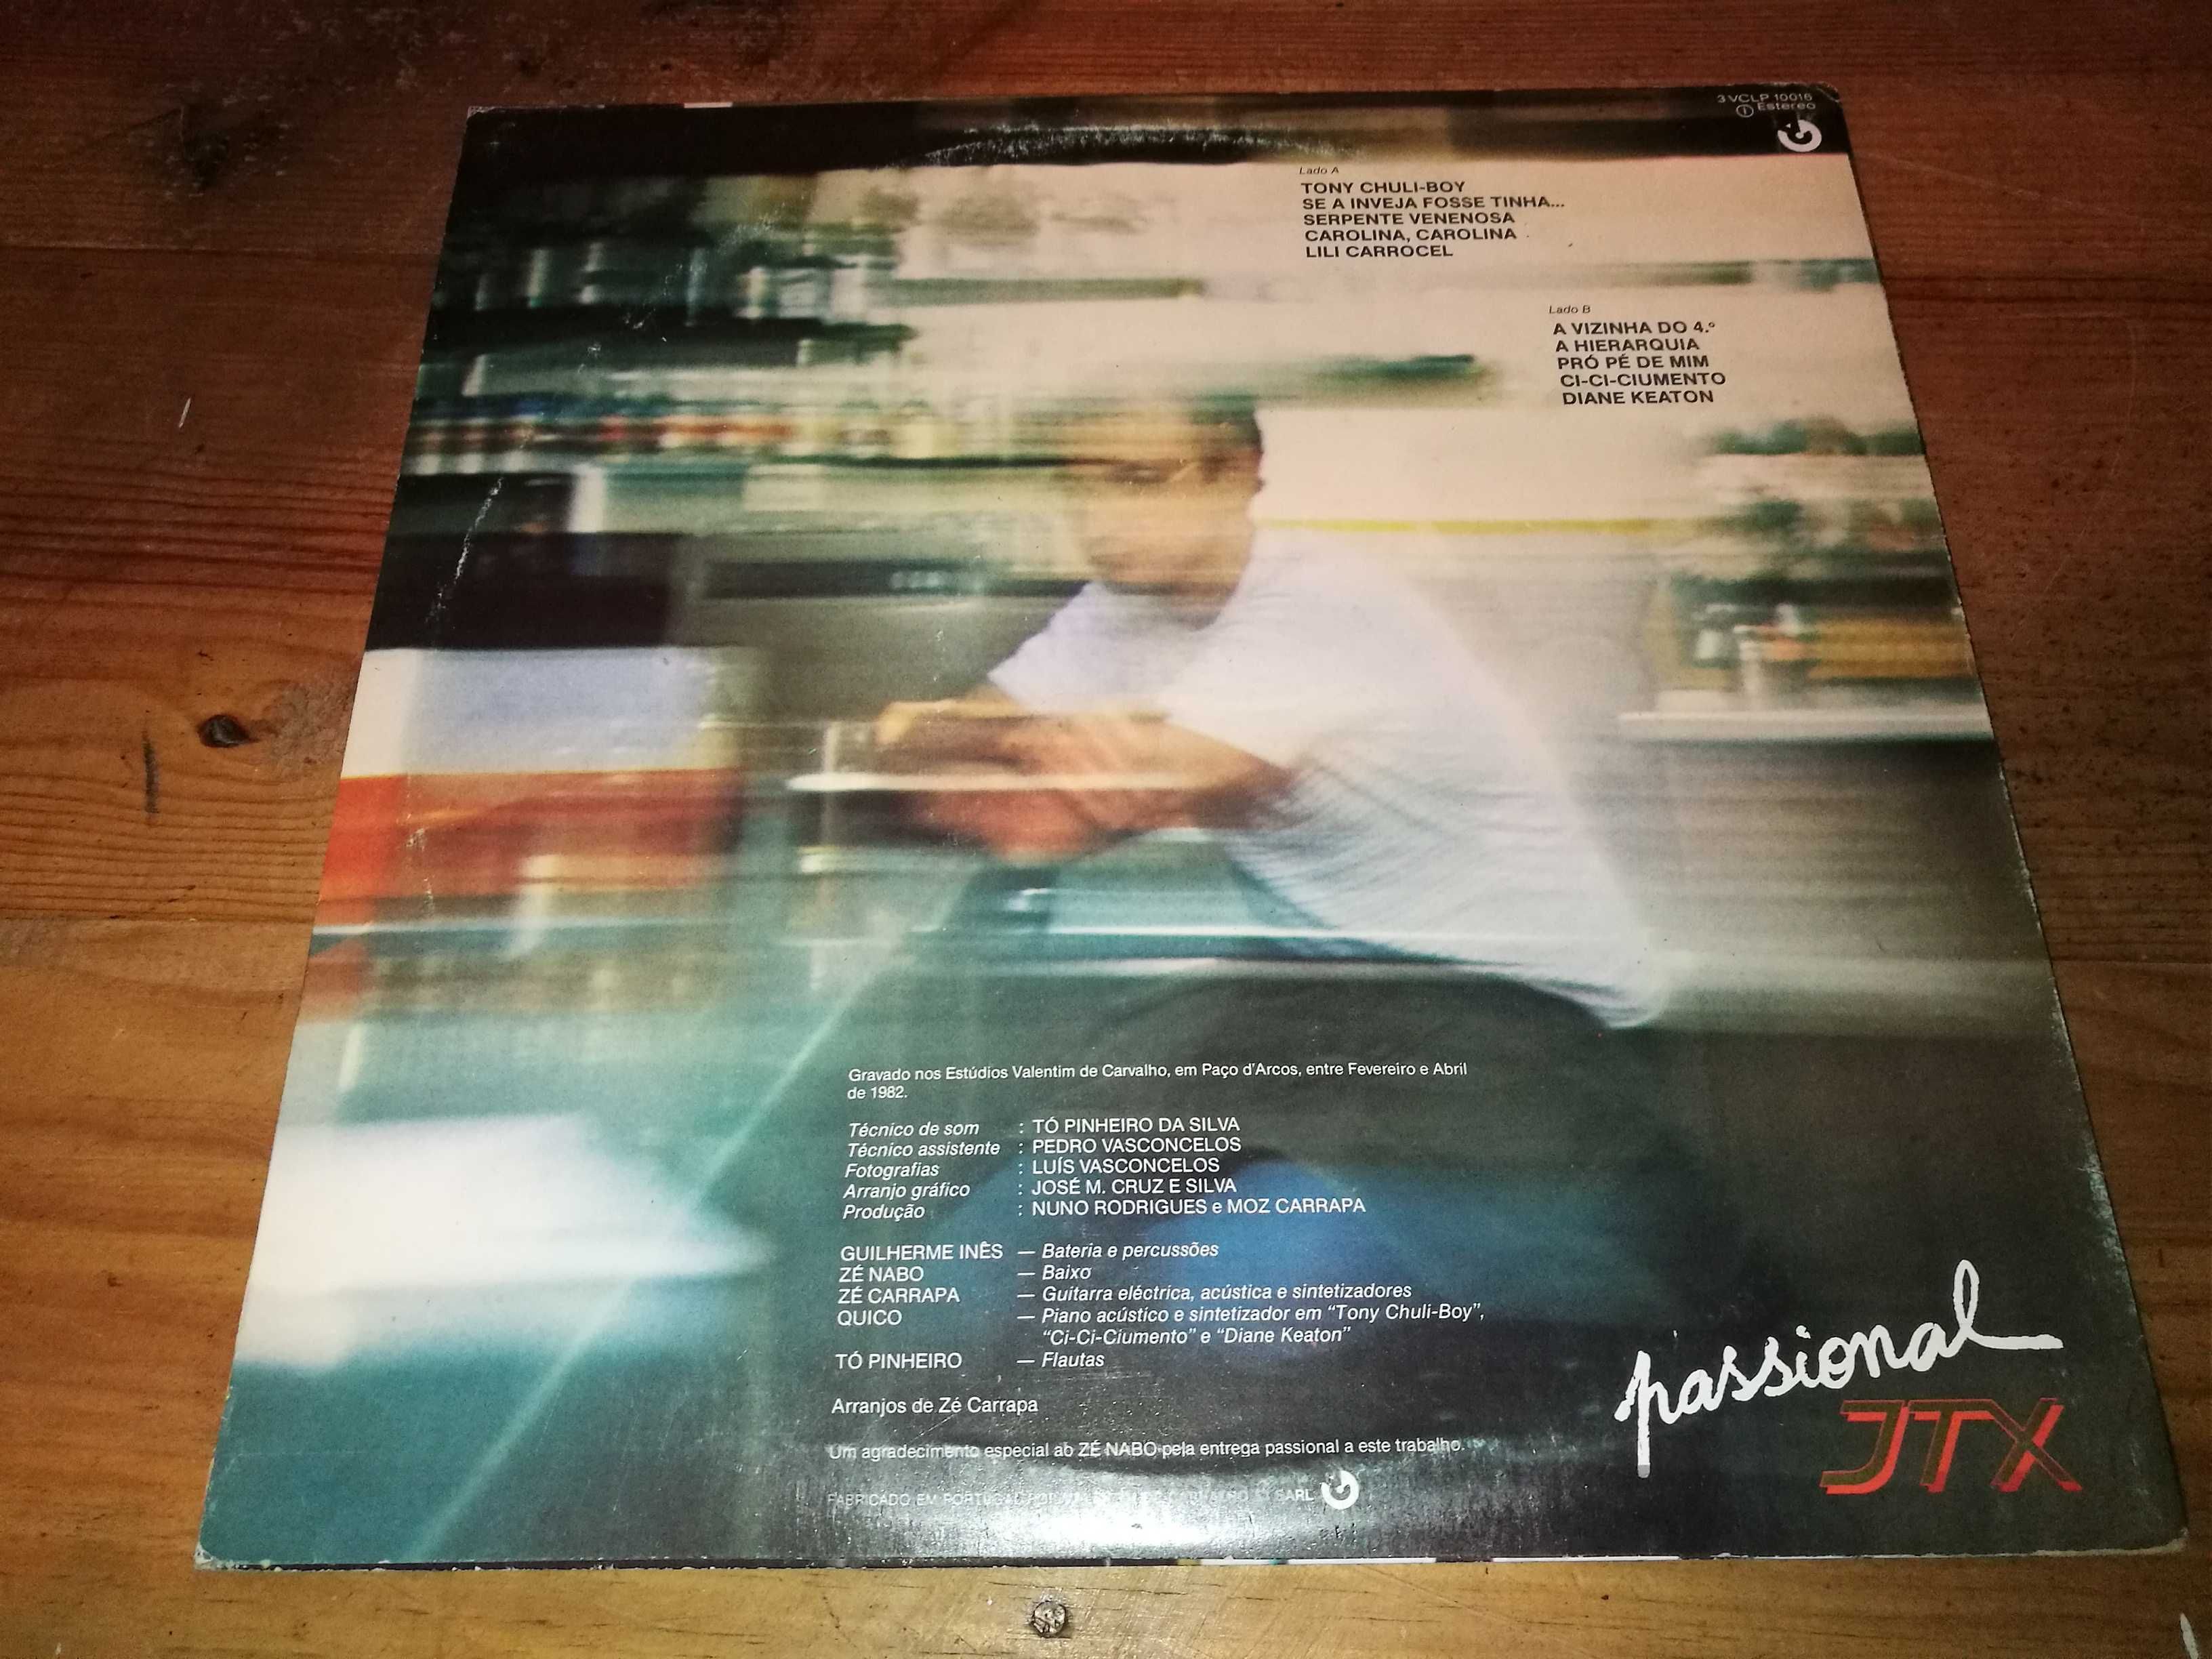 3VCLP 10016
Estereo
Lado A
TONY CHULI-BOY
SE A INVEJA FOSSE TINHA...
SERPENTE VENENOSA
CAROLINA, CAROLINA
LILI CARROCEL
Lado B
A VIZINHA DO 4.º
A HIERARQUIA
PRÓ PÉ DE MIM
CI-CI-CIUMENTO
DIANE KEATON
Gravado nos Estúdios Valentim de Carvalho, em Paço d'Arcos, entre Fevereiro e Abril
de 1982.
Técnico de som : TÓ PINHEIRO DA SILVA
Técnico assistente : PEDRO VASCONCELOS
Fotografias : LUÍS VASCONCELOS
Arranjo gráfico : JOSÉ M. CRUZ E SILVA
Produção : NUNO RODRIGUES e MOZ CARRAPA
GUILHERME INÊS — Bateria e percussões
ZÉ NABO — Baixo
ZÉ CARRAPA — Guitarra eléctrica, acústica e sintetizadores
QUICO — Piano acústico e sintetizador em "Tony Chuli-Boy",
"Ci-Ci-Ciumento" e "Diane Keaton"
TÓ PINHEIRO — Flautas
Arranjos de Zé Carrapa
Um agradecimento especial ao ZÉ NABO pela entrega passional a este trabalho.
FABRICADO EM PORTUGAL SARL
passional
JTX